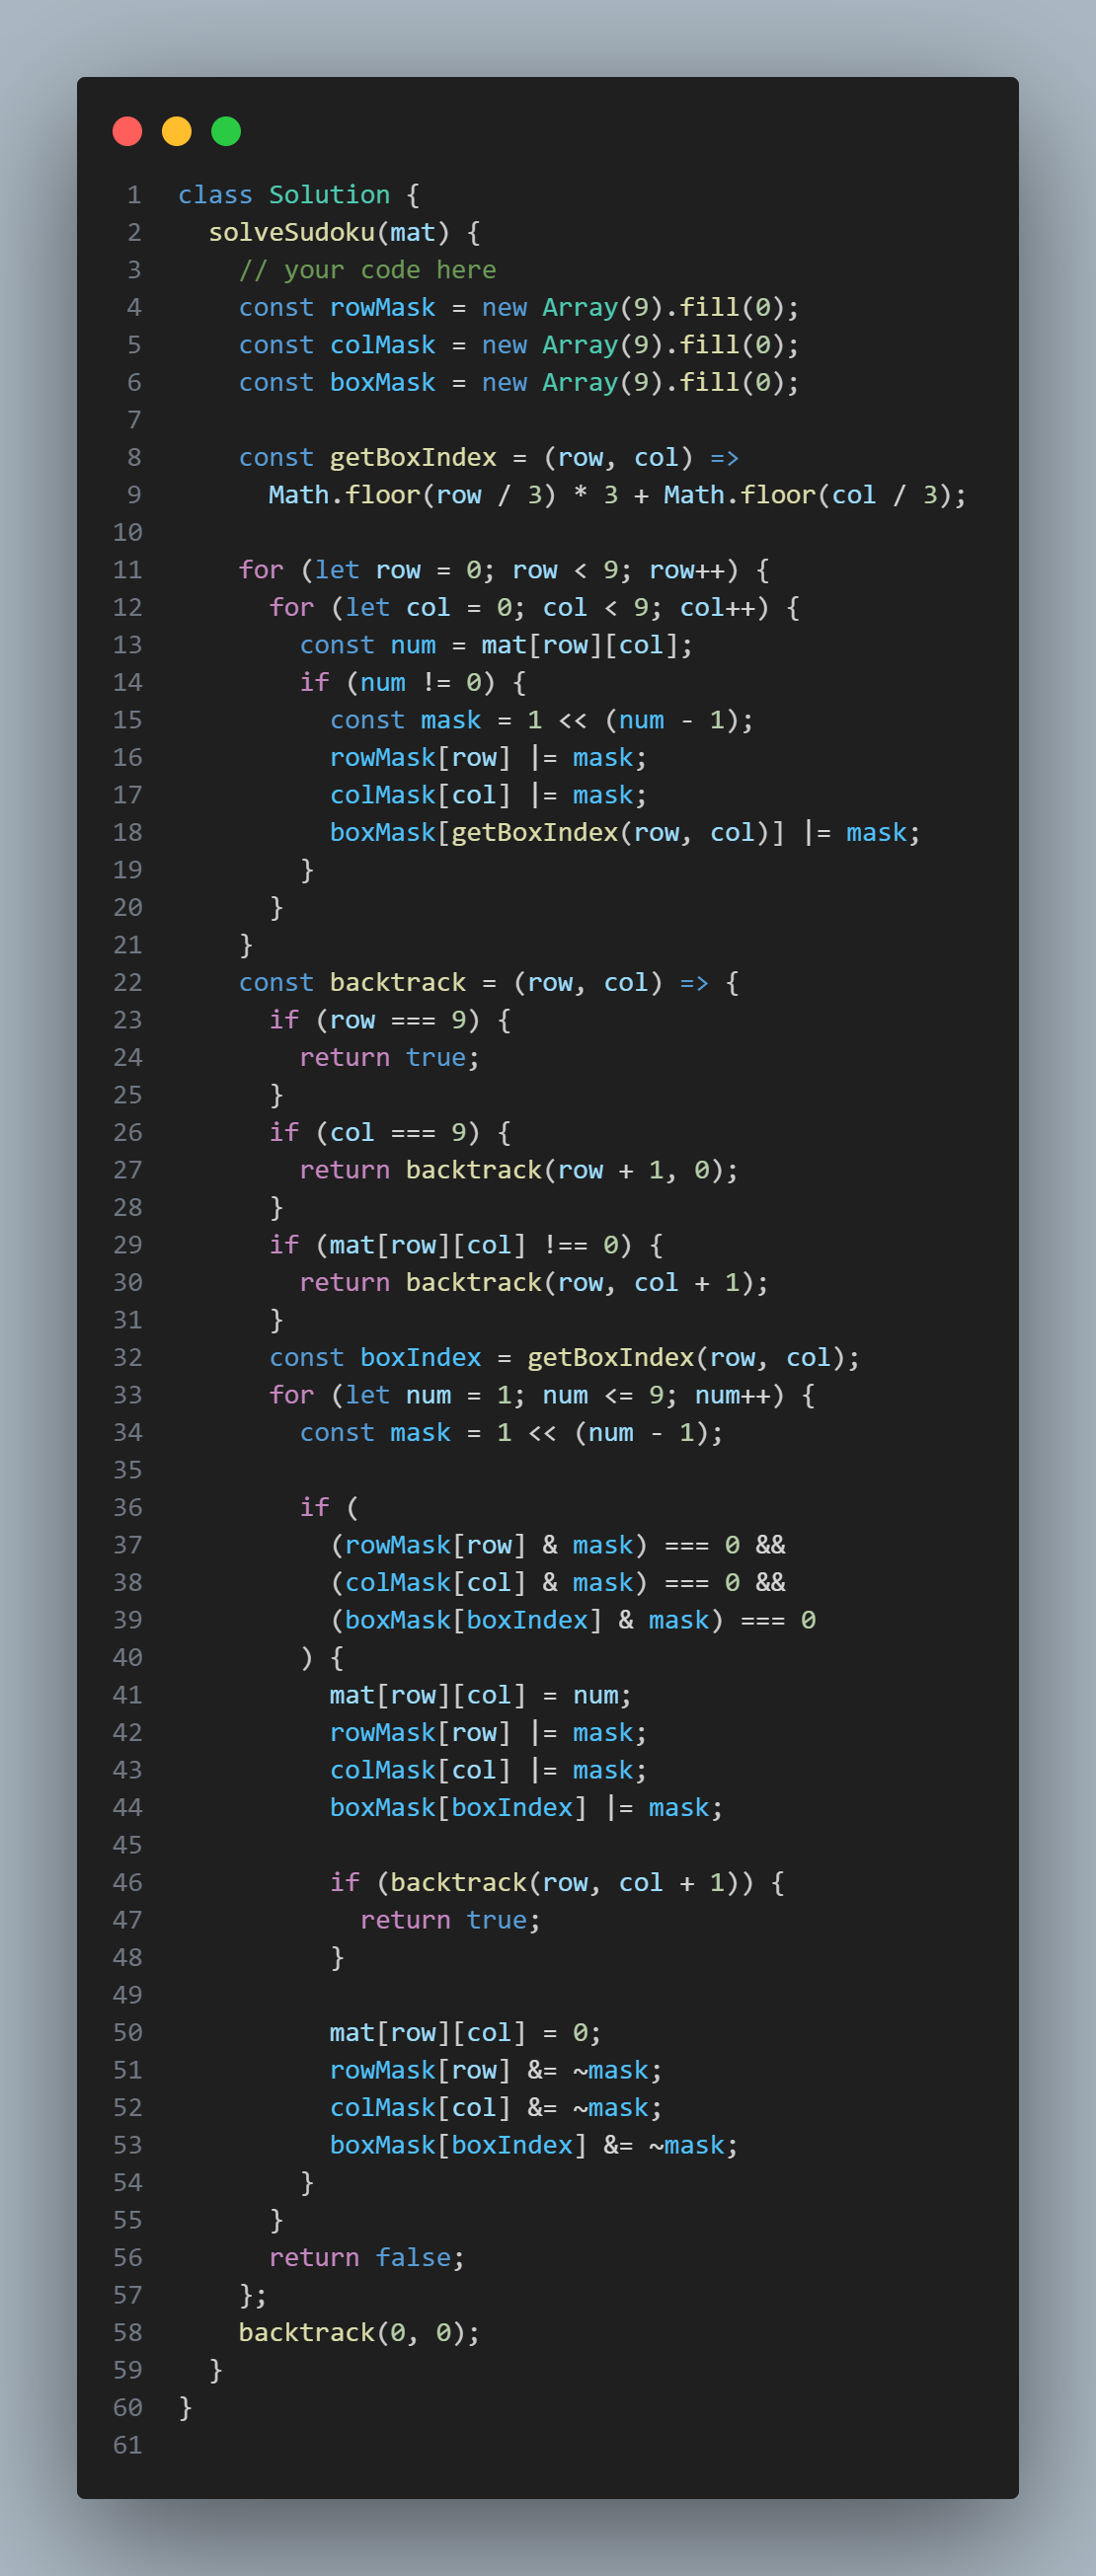 1 class Solution {
2 solveSudoku(mat) {
3 // your code here
4 const rowMask = new Array(9).fill(0);
5 const colMask = new Array(9).fill(0);
6 const boxMask = new Array(9).fill(0);
7
8 const getBoxIndex = (row, col) =>
9 Math.floor(row / 3) * 3 + Math.floor(col / 3);
10
11 for (let row = 0; row < 9; row++) {
12 for (let col = 0; col < 9; col++) {
13 const num = mat[row][col];
14 if (num != 0) {
15 const mask = 1 << (num - 1);
16 rowMask[row] |= mask;
17 colMask[col] |= mask;
18 boxMask[getBoxIndex(row, col)] |= mask;
19 }
20 }
21 }
22 const backtrack = (row, col) => {
23 if (row === 9) {
24 return true;
25 }
26 if (col === 9) {
27 return backtrack(row + 1, 0);
28 }
29 if (mat[row][col] !== 0) {
30 return backtrack(row, col + 1);
31 }
32 const boxIndex = getBoxIndex(row, col);
33 for (let num = 1; num <= 9; num++) {
34 const mask = 1 << (num - 1);
35
36 if (
37 (rowMask[row] & mask) === 0 &&
38 (colMask[col] & mask) === 0 &&
39 (boxMask[boxIndex] & mask) === 0
40 ) {
41 mat[row][col] = num;
42 rowMask[row] |= mask;
43 colMask[col] |= mask;
44 boxMask[boxIndex] |= mask;
45
46 if (backtrack(row, col + 1)) {
47 return true;
48 }
49
50 mat[row][col] = 0;
51 rowMask[row] &= ~mask;
52 colMask[col] &= ~mask;
53 boxMask[boxIndex] &= ~mask;
54 }
55 }
56 return false;
57 };
58 backtrack(0, 0);
59 }
60 }
61